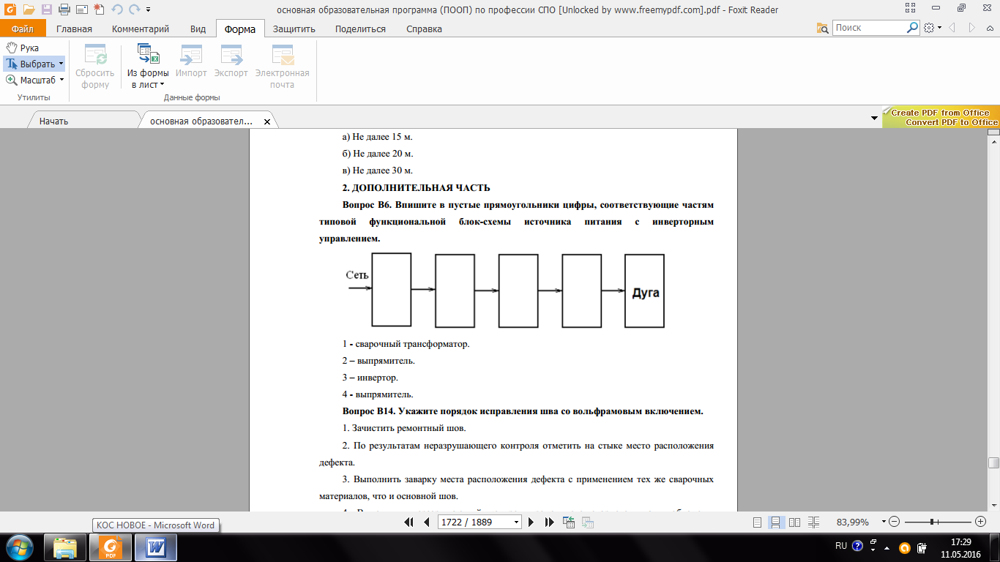 основная образовательная программа (ПООП) по профессии СПО [Unlocked by www.freemypdf.com].pdf - Foxit Reader
Файл Главная Комментарий Вид Форма Защитить Поделиться Справка Поиск
Рука
Выбрать
Масштаб
Сбросить форму
Из формы в лист
Импорт
Экспорт
Электронная почта
Утилиты
Данные формы
Начать
основная образовател...
Create PDF from Office
Convert PDF to Office
а) Не далее 15 м.
б) Не далее 20 м.
в) Не далее 30 м.
2. ДОПОЛНИТЕЛЬНАЯ ЧАСТЬ
Вопрос В6. Впишите в пустые прямоугольники цифры, соответствующие частям
типовой функциональной блок-схемы источника питания с инверторным
управлением.
Сеть
Дуга
1 - сварочный трансформатор.
2 – выпрямитель.
3 – инвертор.
4 - выпрямитель.
Вопрос В14. Укажите порядок исправления шва со вольфрамовым включением.
1. Зачистить ремонтный шов.
2. По результатам неразрушающего контроля отметить на стыке место расположения
дефекта.
3. Выполнить заварку места расположения дефекта с применением тех же сварочных
материалов, что и основной шов.
КОС НОВОЕ - Microsoft Word
1722 / 1889
83,99%
PDF
RU
17:29
11.05.2016